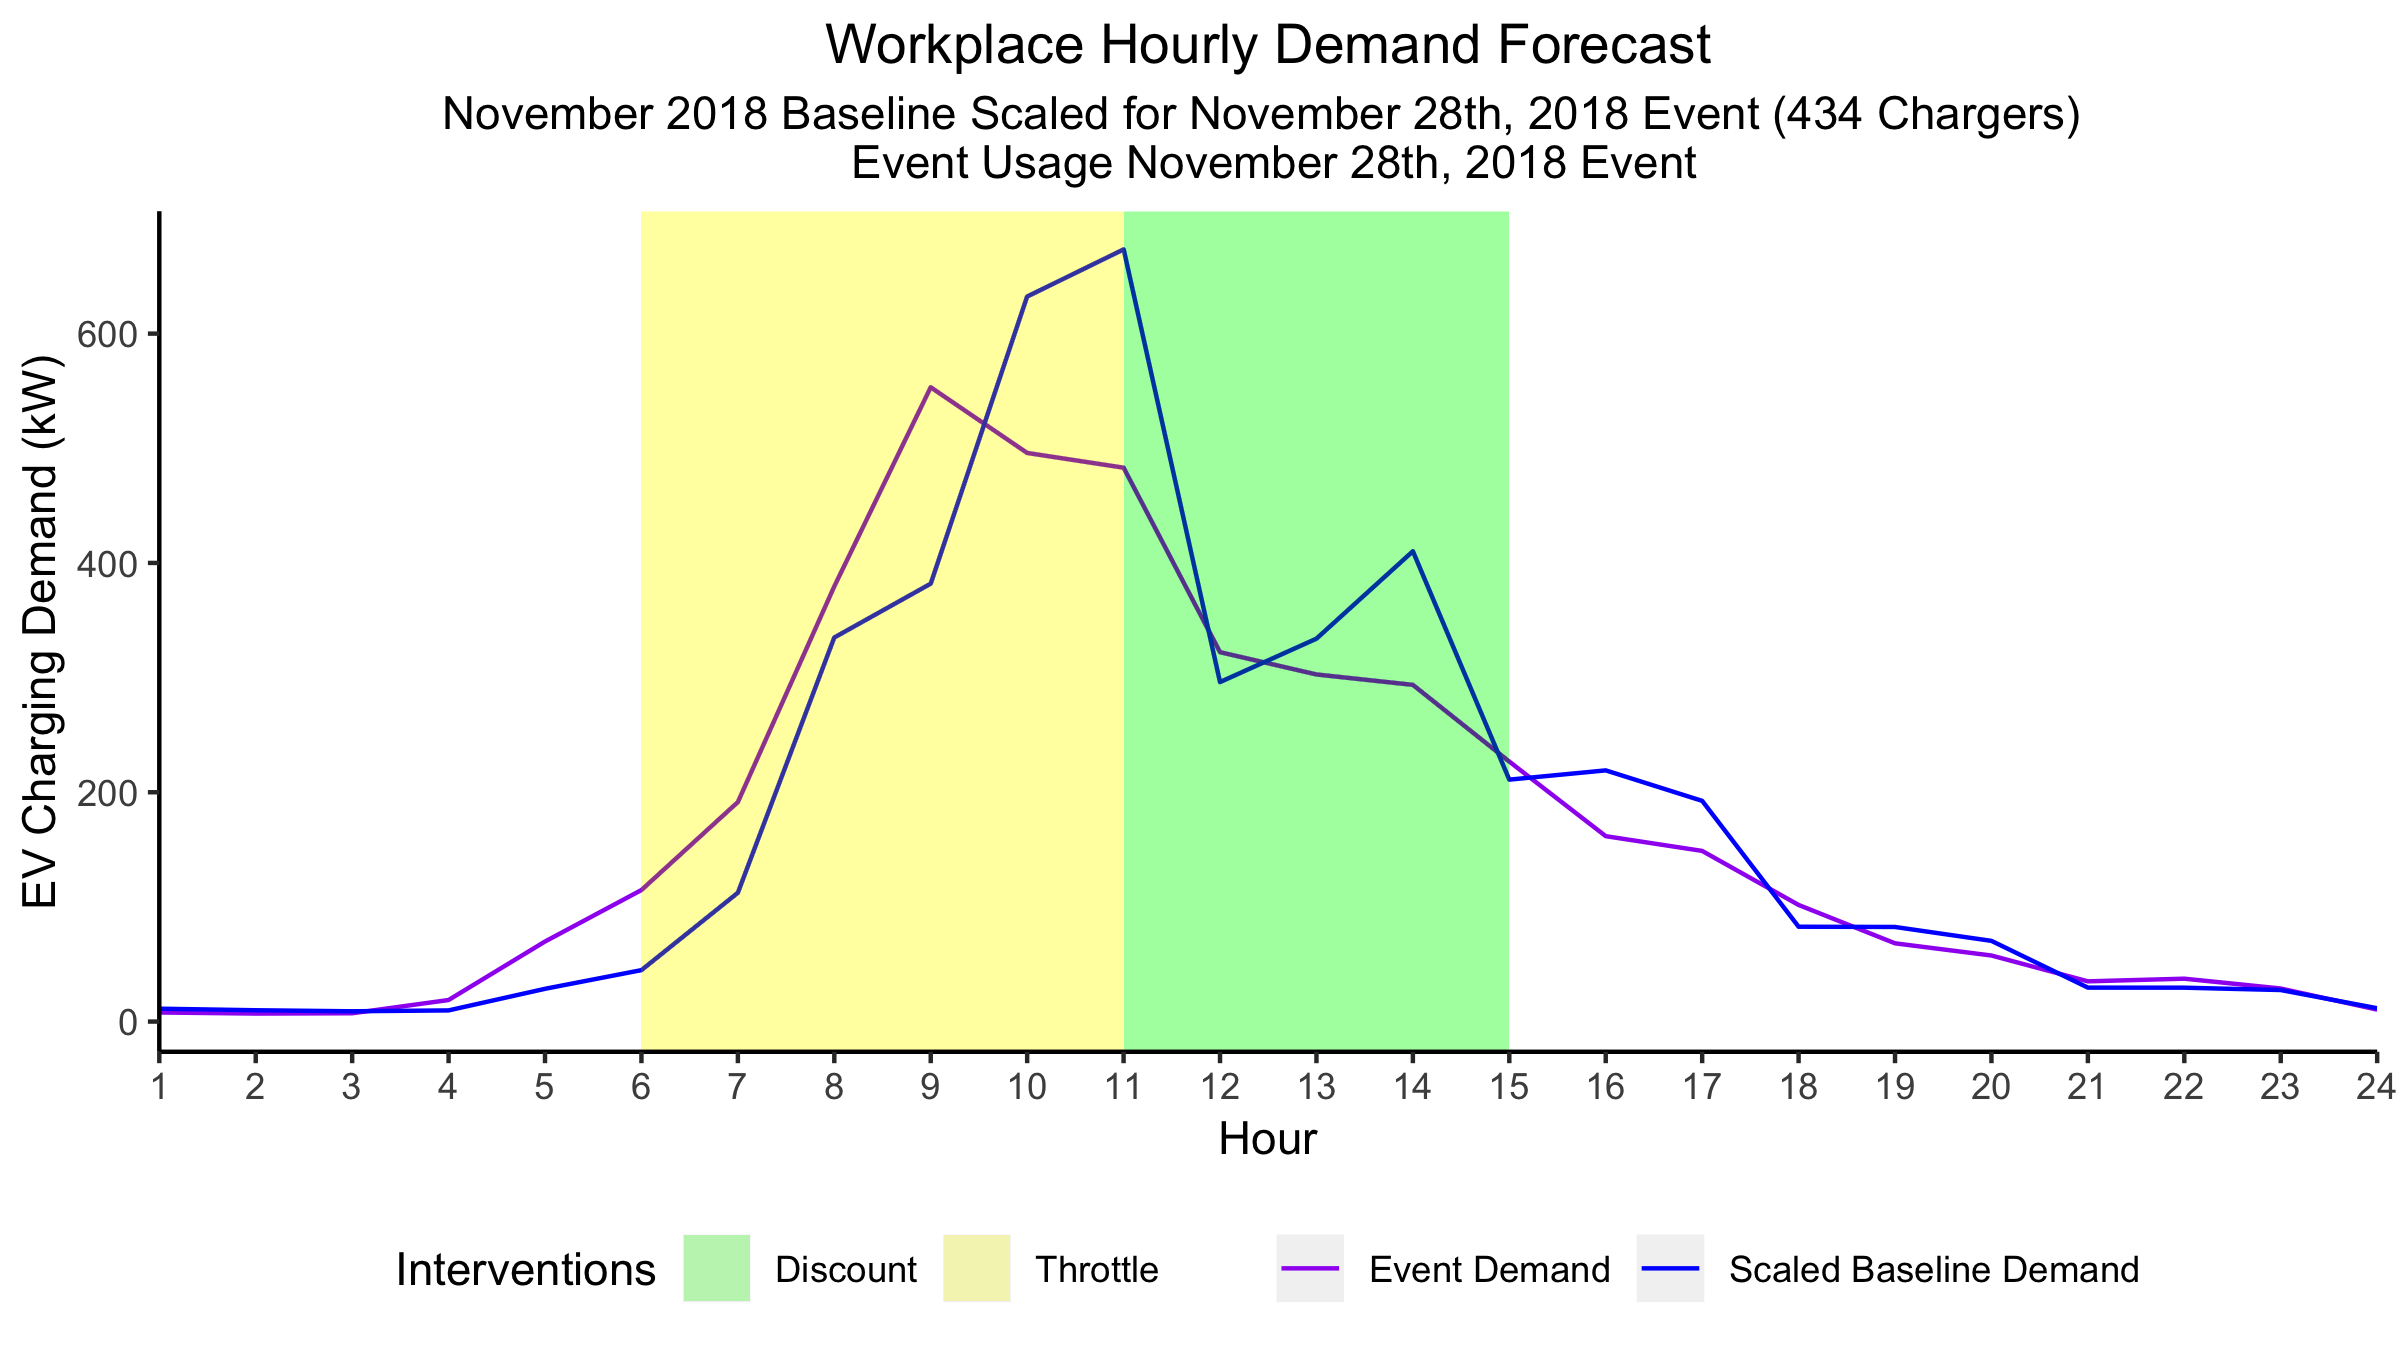 Workplace Hourly Demand Forecast
November 2018 Baseline Scaled for November 28th, 2018 Event (434 Chargers)
Event Usage November 28th, 2018 Event
EV Charging Demand (kW)
600
400
200
0
1 2 3 4 5 6 7 8 9 10 11 12 13 14 15 16 17 18 19 20 21 22 23 24
Hour
Interventions Discount Throttle Event Demand Scaled Baseline Demand